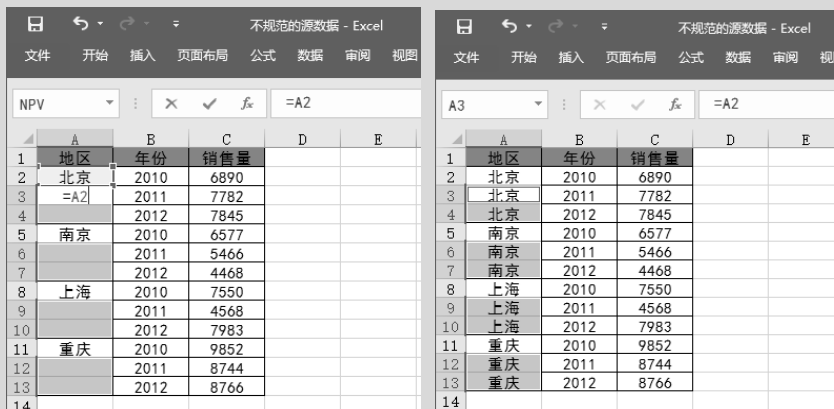 不规范的源数据 - Excel
文件 开始 插入 页面布局 公式 数据 审阅 视图
NPV =A2
A B C D E
1 地区 年份 销售量
2 北京 2010 6890
3 =A2 2011 7782
4 2012 7845
5 南京 2010 6577
6 2011 5466
7 2012 4468
8 上海 2010 7550
9 2011 4568
10 2012 7983
11 重庆 2010 9852
12 2011 8744
13 2012 8766
14
不规范的源数据 - Excel
文件 开始 插入 页面布局 公式 数据 审阅
A3 fx =A2
A B C D E
1 地区 年份 销售量
2 北京 2010 6890
3 北京 2011 7782
4 北京 2012 7845
5 南京 2010 6577
6 南京 2011 5466
7 南京 2012 4468
8 上海 2010 7550
9 上海 2011 4568
10 上海 2012 7983
11 重庆 2010 9852
12 重庆 2011 8744
13 重庆 2012 8766
14